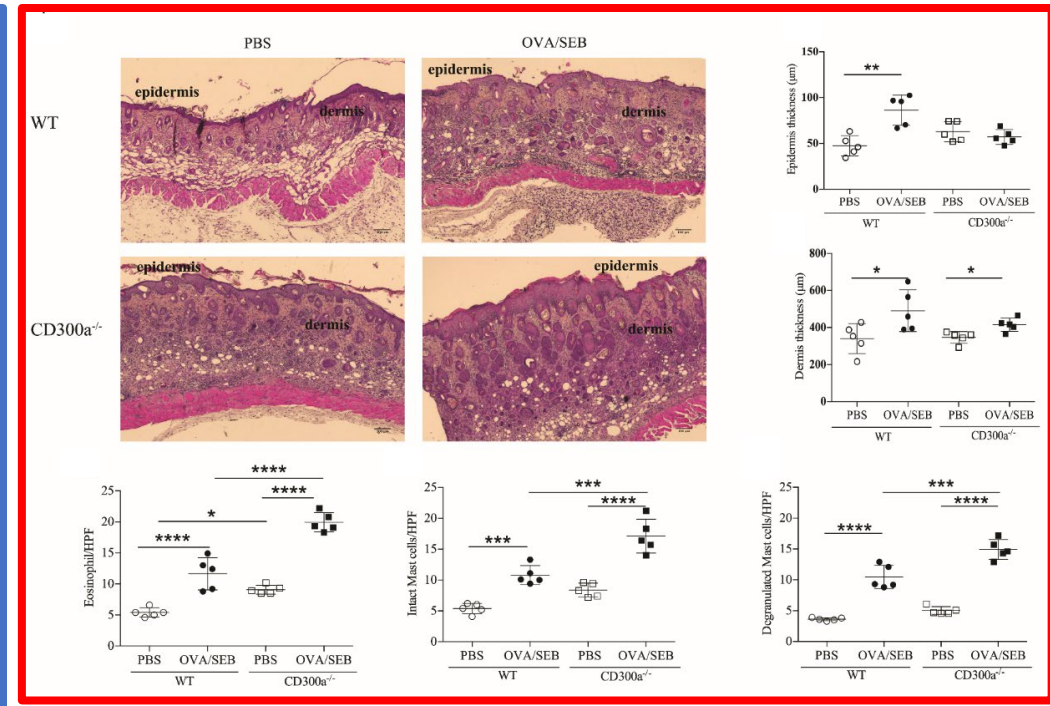 PBS
OVA/SEB
WT
epidermis
dermis
epidermis
dermis
CD300a-/-
epidermis
dermis
epidermis
dermis
Epidermis thickness (μm)
150
100
50
0
**
PBS
OVA/SEB
PBS
OVA/SEB
WT
CD300a-/-
Dermis thickness (μm)
800
600
400
200
0
*
*
PBS
OVA/SEB
PBS
OVA/SEB
WT
CD300a-/-
Eosinophil/HPF
25
20
15
10
5
0
****
****
*
****
PBS
OVA/SEB
PBS
OVA/SEB
WT
CD300a-/-
Intact Mast cells/HPF
25
20
15
10
5
0
***
****
***
PBS
OVA/SEB
PBS
OVA/SEB
WT
CD300a-/-
Degranulated Mast cells/HPF
25
20
15
10
5
0
***
****
****
PBS
OVA/SEB
PBS
OVA/SEB
WT
CD300a-/-